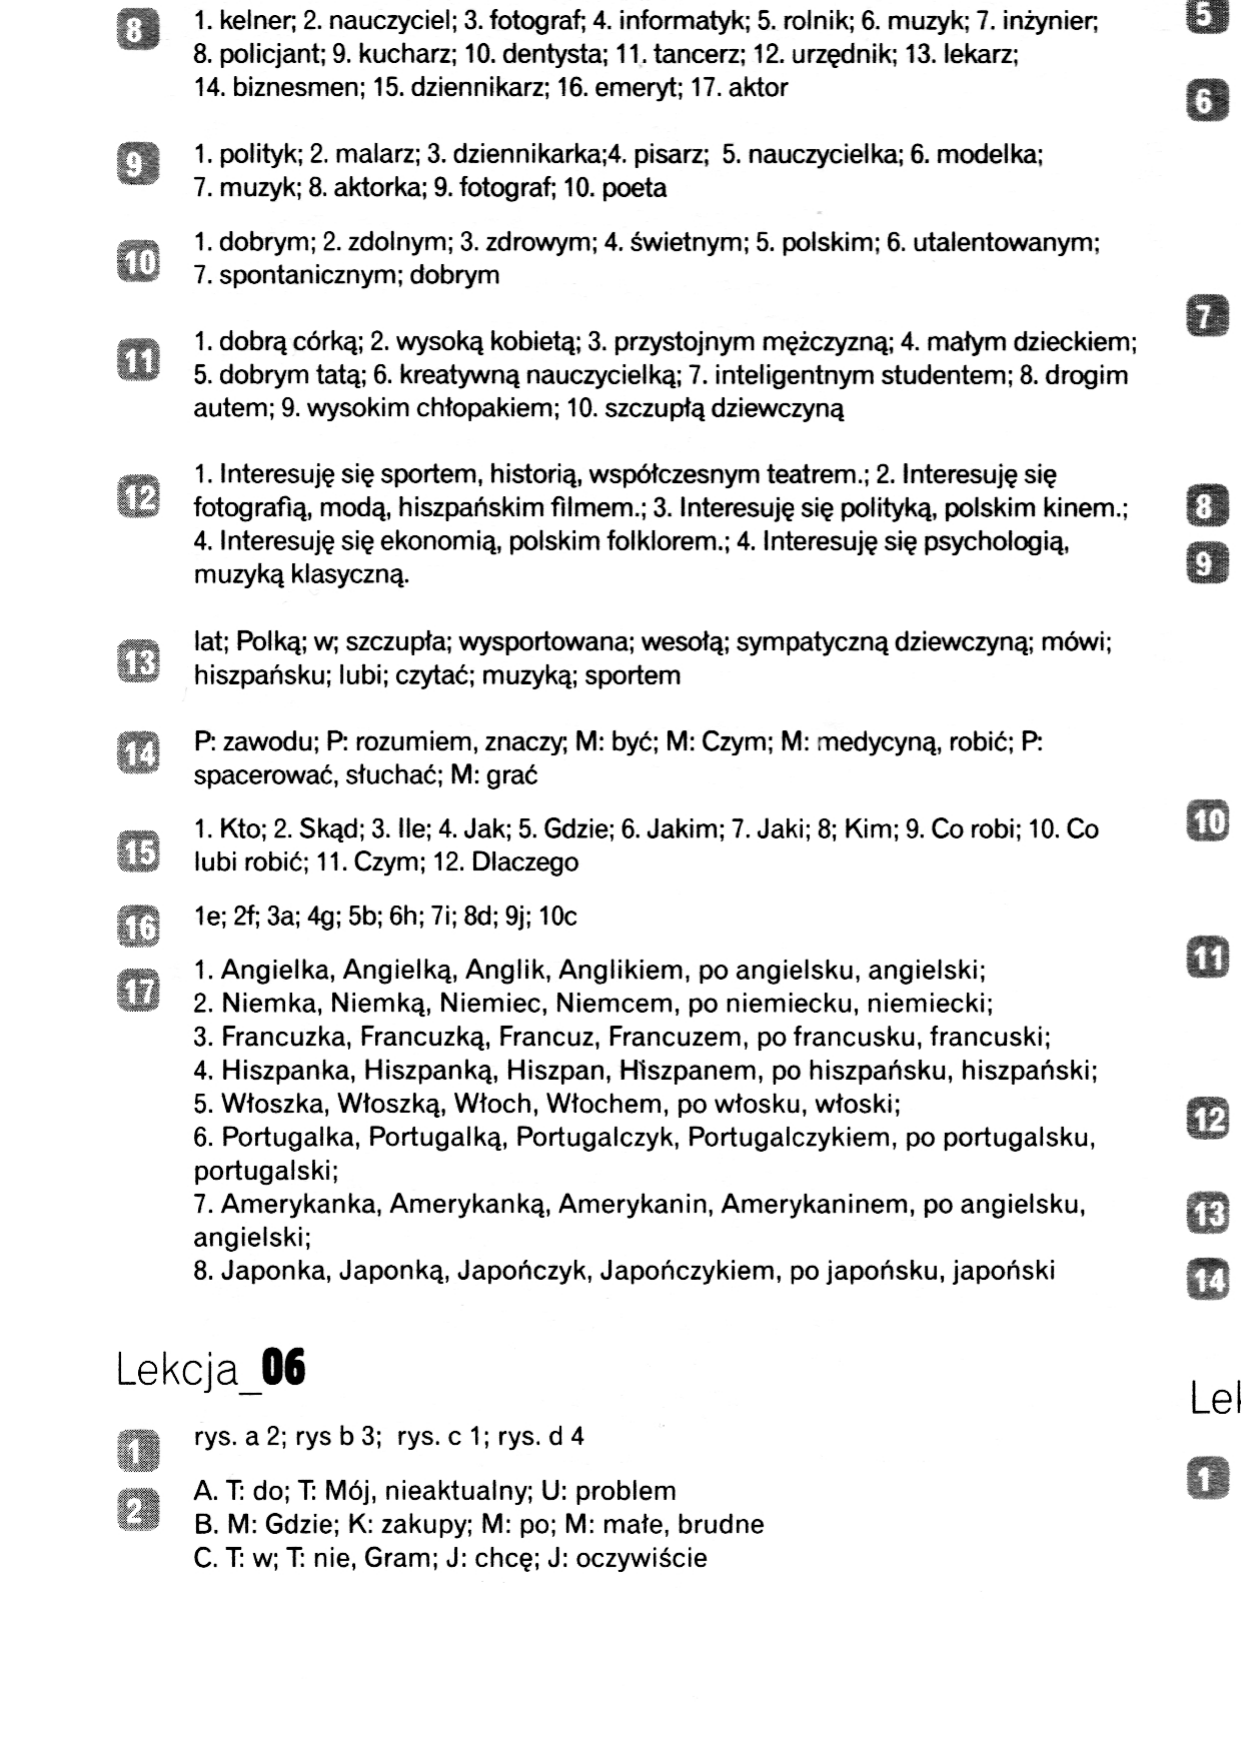 8 1. kelner; 2. nauczyciel; 3. fotograf; 4. informatyk; 5. rolnik; 6. muzyk; 7. inżynier;
8. policjant; 9. kucharz; 10. dentysta; 11. tancerz; 12. urzędnik; 13. lekarz;
14. biznesmen; 15. dziennikarz; 16. emeryt; 17. aktor
9 1. polityk; 2. malarz; 3. dziennikarka;4. pisarz; 5. nauczycielka; 6. modelka;
7. muzyk; 8. aktorka; 9. fotograf; 10. poeta
10 1. dobrym; 2. zdolnym; 3. zdrowym; 4. świetnym; 5. polskim; 6. utalentowanym;
7. spontanicznym; dobrym
11 1. dobrą córką; 2. wysoką kobietą; 3. przystojnym mężczyzną; 4. małym dzieckiem;
5. dobrym tatą; 6. kreatywną nauczycielką; 7. inteligentnym studentem; 8. drogim
autem; 9. wysokim chłopakiem; 10. szczupłą dziewczyną
12 1. Interesuję się sportem, historią, współczesnym teatrem.; 2. Interesuję się
fotografią, modą, hiszpańskim filmem.; 3. Interesuję się polityką, polskim kinem.;
4. Interesuję się ekonomią, polskim folklorem.; 4. Interesuję się psychologią,
muzyką klasyczną.
13 lat; Polką; w; szczupła; wysportowana; wesołą; sympatyczną dziewczyną; mówi;
hiszpańsku; lubi; czytać; muzyką; sportem
14 P: zawodu; P: rozumiem, znaczy; M: być; M: Czym; M: medycyną, robić; P:
spacerować, słuchać; M: grać
15 1. Kto; 2. Skąd; 3. Ile; 4. Jak; 5. Gdzie; 6. Jakim; 7. Jaki; 8; Kim; 9. Co robi; 10. Co
lubi robić; 11. Czym; 12. Dlaczego
16 1e; 2f; 3a; 4g; 5b; 6h; 7i; 8d; 9j; 10c
17 1. Angielka, Angielką, Anglik, Anglikiem, po angielsku, angielski;
2. Niemka, Niemką, Niemiec, Niemcem, po niemiecku, niemiecki;
3. Francuzka, Francuzką, Francuz, Francuzem, po francusku, francuski;
4. Hiszpanka, Hiszpanką, Hiszpan, Hiszpanem, po hiszpańsku, hiszpański;
5. Włoszka, Włoszką, Włoch, Włochem, po włosku, włoski;
6. Portugalka, Portugalką, Portugalczyk, Portugalczykiem, po portugalsku,
portugalski;
7. Amerykanka, Amerykanką, Amerykanin, Amerykaninem, po angielsku,
angielski;
8. Japonka, Japonką, Japończyk, Japończykiem, po japońsku, japoński
Lekcja_06
1 rys. a 2; rys b 3; rys. c 1; rys. d 4
2 A. T: do; T: Mój, nieaktualny; U: problem
B. M: Gdzie; K: zakupy; M: po; M: małe, brudne
C. T: w; T: nie, Gram; J: chcę; J: oczywiście
5
6
7
8
9
10
11
12
13
14
1